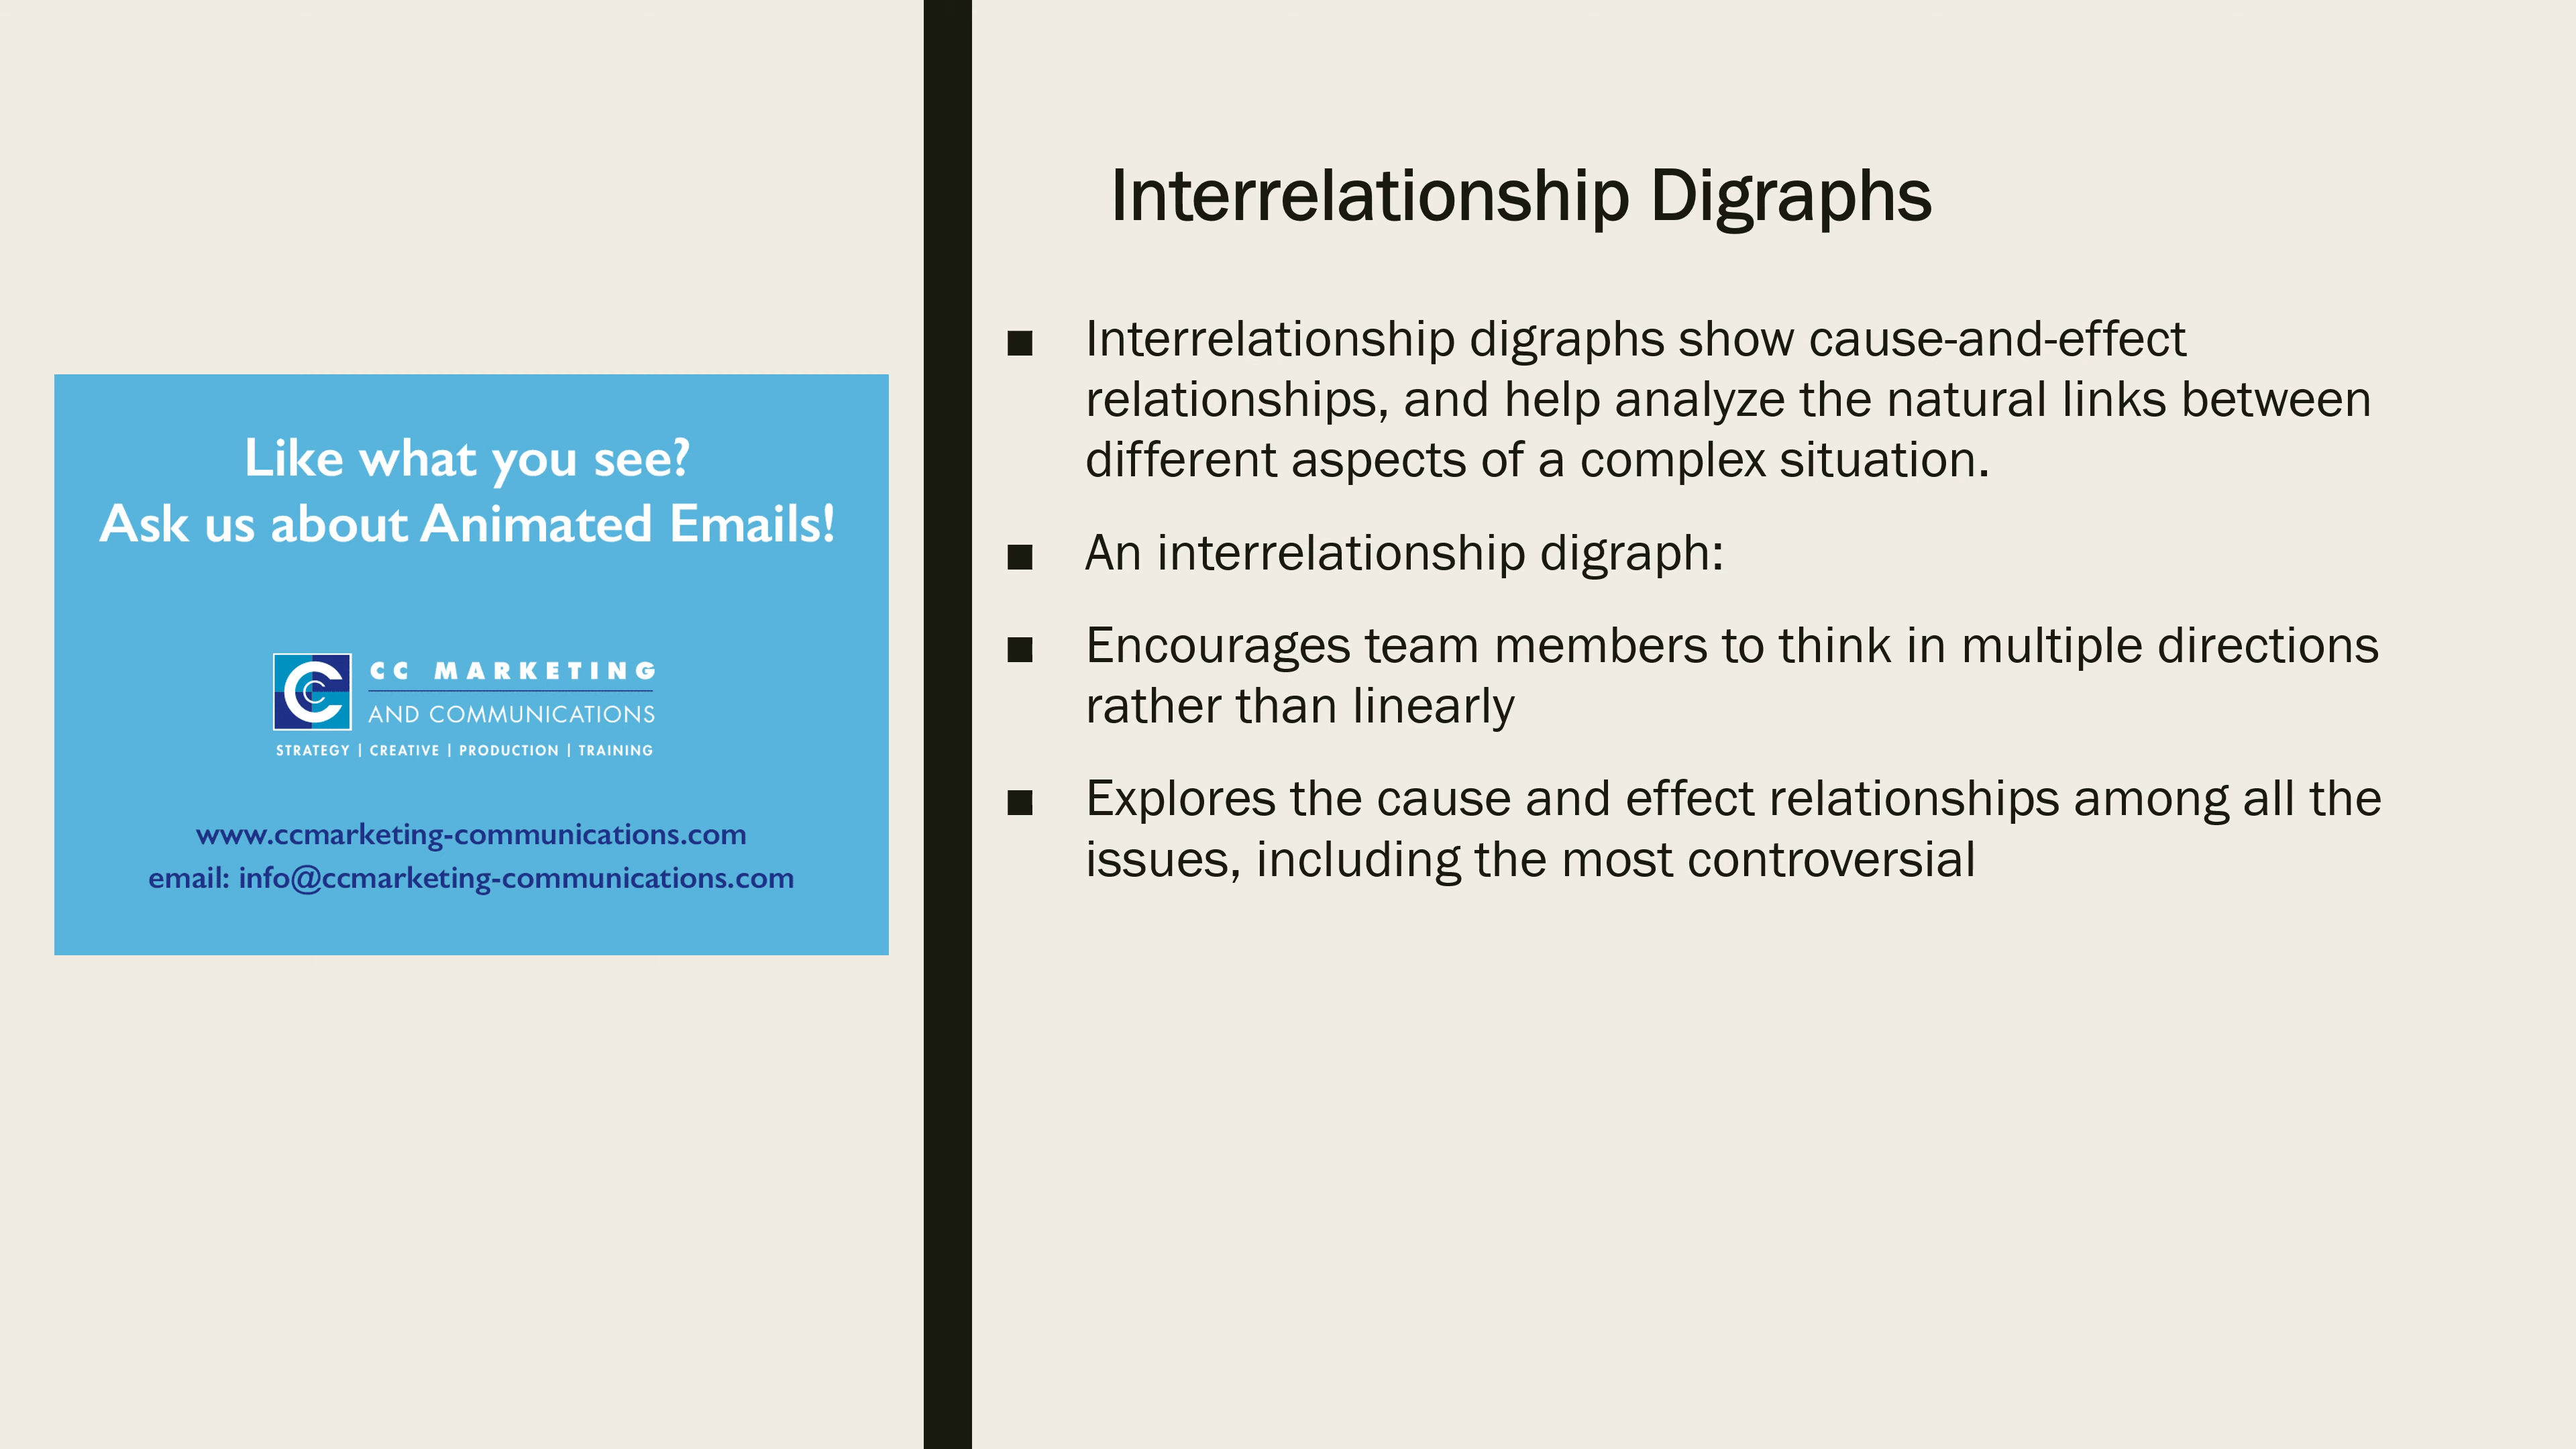 Like what you see?
Ask us about Animated Emails!
CC MARKETING
AND COMMUNICATIONS
STRATEGY | CREATIVE | PRODUCTION | TRAINING
www.ccmarketing-communications.com
email: info@ccmarketing-communications.com
Interrelationship Digraphs
■ Interrelationship digraphs show cause-and-effect
relationships, and help analyze the natural links between
different aspects of a complex situation.
■ An interrelationship digraph:
■ Encourages team members to think in multiple directions
rather than linearly
■ Explores the cause and effect relationships among all the
issues, including the most controversial